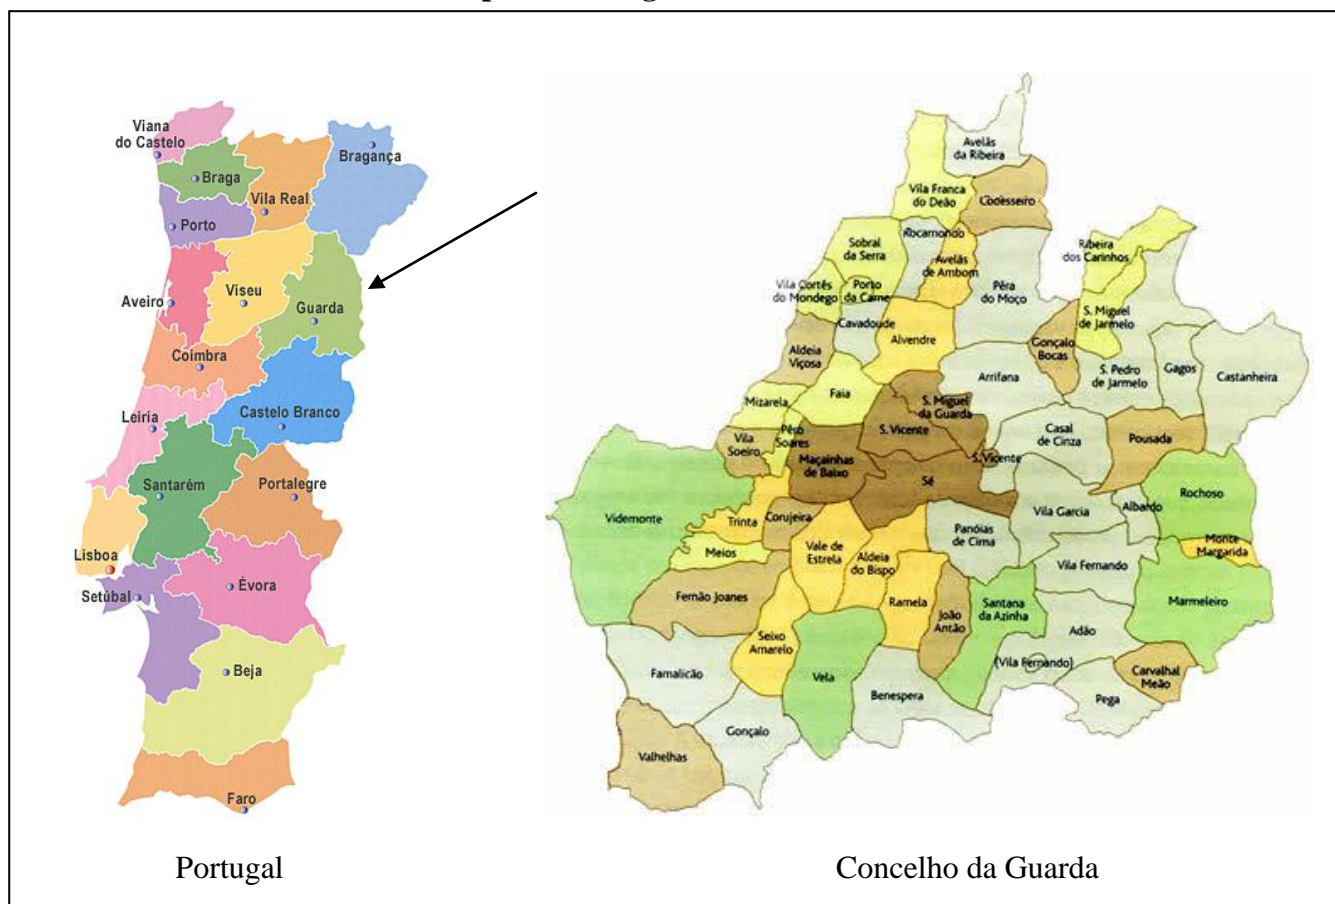 Viana
do Castelo
Bragança
Braga
Vila Real
Porto
Aveiro
Viseu
Guarda
Coimbra
Castelo Branco
Leiria
Santarém
Portalegre
Lisboa
Setúbal
Évora
Beja
Faro
Portugal
Avelãs
da Ribeira
Vila Franca
do Deão
Codesseiro
Rocamondo
Sobral
da Serra
Avelãs
de Ambom
Ribeira
dos Carinhos
Vila Cortês
do Mondego
Porto
da Carne
Pêra
do Moço
Cavadoude
Alvendre
S. Miguel
de Jarmelo
Gonçalo
Bocas
Aldeia
Viçosa
Arrifana
S. Pedro
de Jarmelo
Gagos
Castanheira
Mizarela
Faia
S. Miguel
da Guarda
Pêro
Soares
S. Vicente
Casal
de Cinza
Pousada
Vila
Soeiro
Maçainhas
de Baixo
S. Vicente
Sé
Rochoso
Videmonte
Trinta
Corujeira
Vila Garcia
Albardo
Panóias
de Cima
Meios
Vale de
Estrela
Aldeia
do Bispo
Monte
Margarida
Vila Fernando
Fernão Joanes
Ramela
João
Antão
Santana
da Azinha
Marmeleiro
Seixo
Amarelo
Adão
Famalicão
Vela
Benespera
(Vila Fernando)
Carvalhal
Meão
Pega
Gonçalo
Valhelhas
Concelho da Guarda